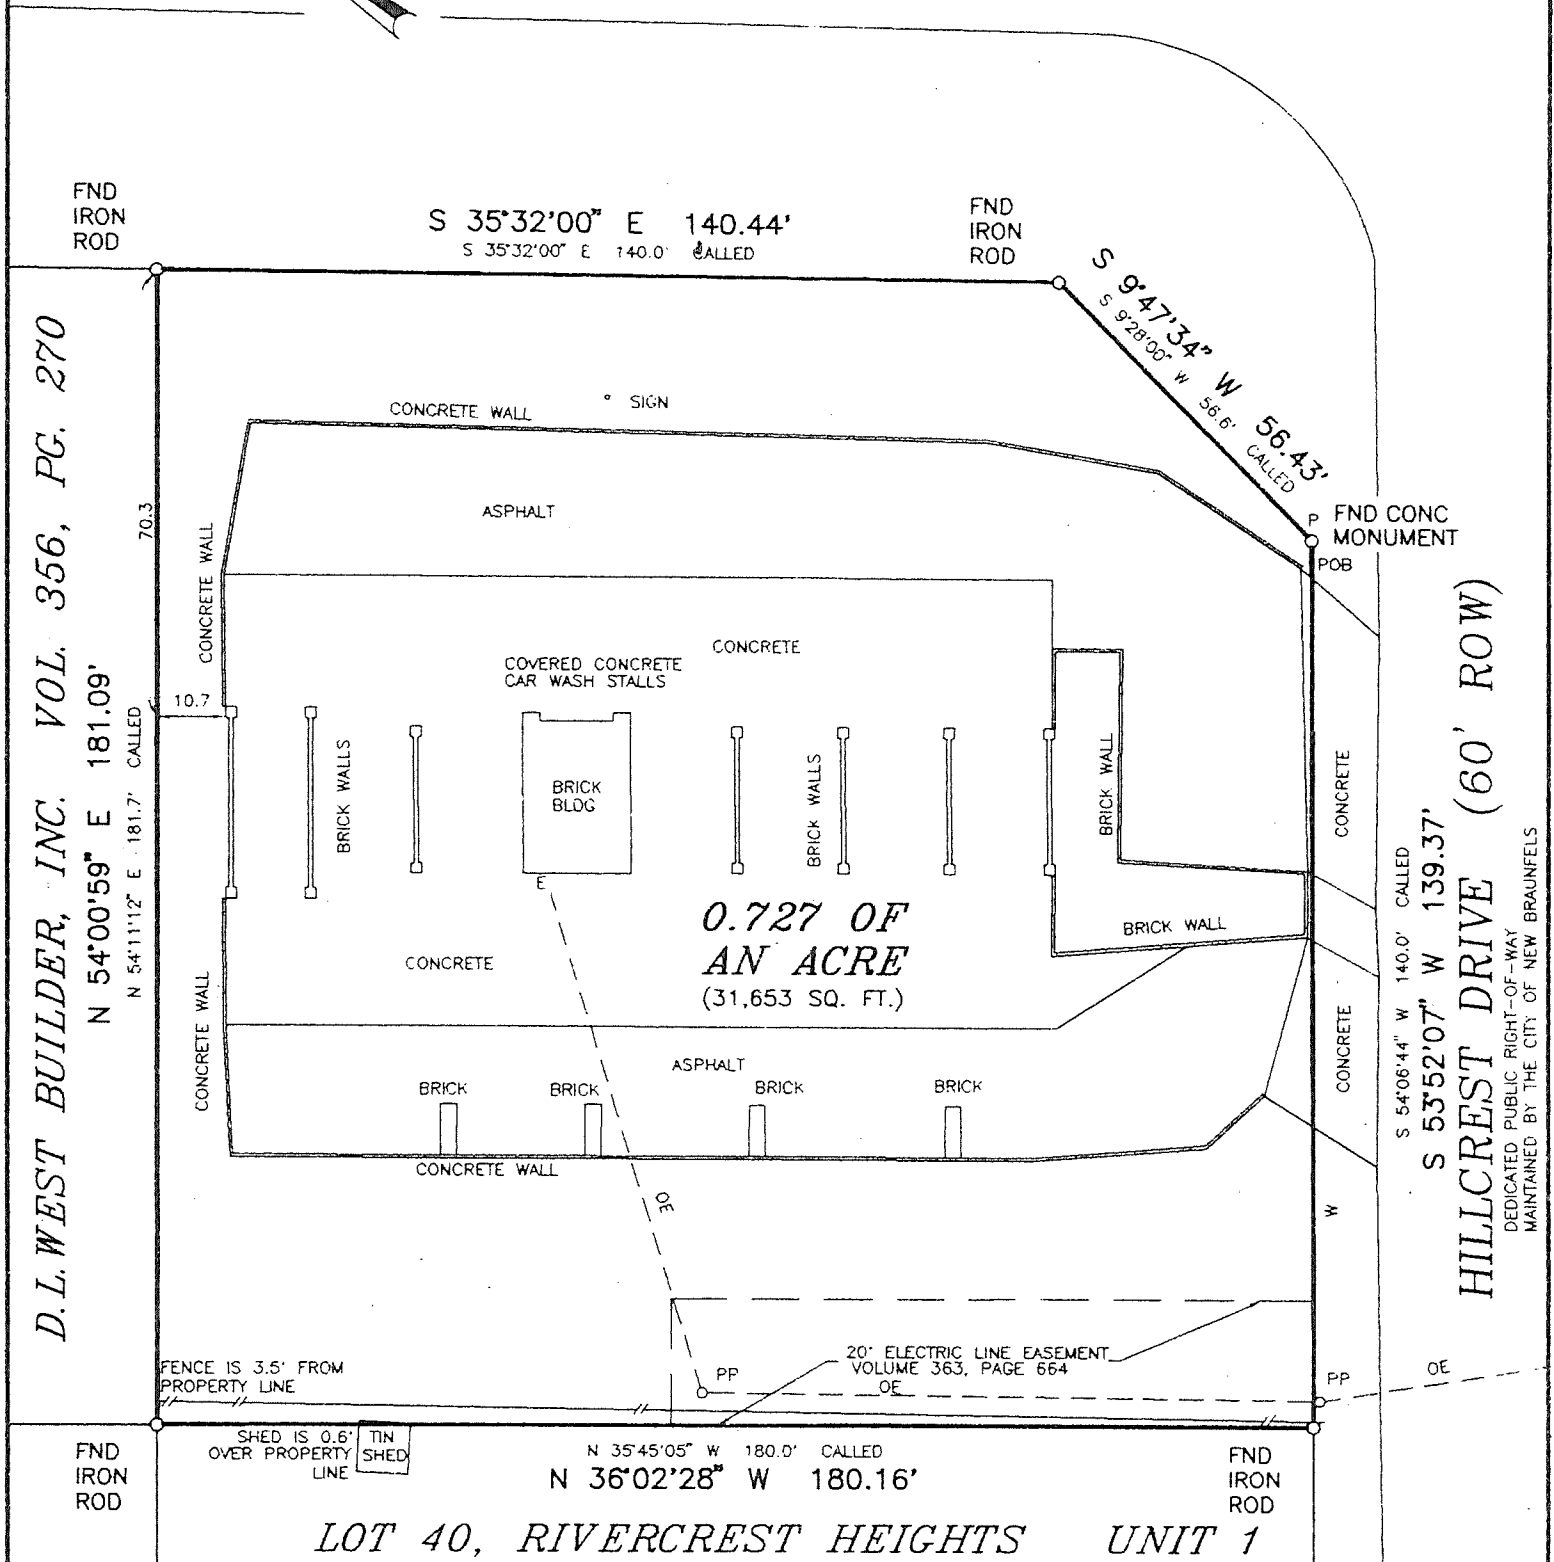 FND
IRON
ROD
S 35°32'00" E 140.44'
S 35°32'00" E 140.0' CALLED
FND
IRON
ROD
S 9°47'34" W 56.43'
S 9°28'00" W 56.6' CALLED
P
FND CONC
MONUMENT
POB
CONCRETE WALL
SIGN
ASPHALT
70.3
CONCRETE WALL
CONCRETE
COVERED CONCRETE
CAR WASH STALLS
10.7
BRICK WALLS
BRICK
BLDG
BRICK WALLS
BRICK WALL
CONCRETE
E
0.727 OF
AN ACRE
(31,653 SQ. FT.)
BRICK WALL
CONCRETE
CONCRETE WALL
CONCRETE
ASPHALT
BRICK
BRICK
BRICK
BRICK
CONCRETE WALL
OE
W
D.L.WEST BUILDER, INC. VOL. 356, PG. 270
N 54°00'59" E 181.09'
N 54°11'12" E 181.7' CALLED
S 54°06'44" W 140.0' CALLED
S 53°52'07" W 139.37'
HILLCREST DRIVE (60' ROW)
DEDICATED PUBLIC RIGHT-OF-WAY
MAINTAINED BY THE CITY OF NEW BRAUNFELS
20' ELECTRIC LINE EASEMENT
VOLUME 363, PAGE 664
OE
PP
PP
OE
FENCE IS 3.5' FROM
PROPERTY LINE
SHED IS 0.6'
OVER PROPERTY
LINE
TIN
SHED
N 35°45'05" W 180.0' CALLED
N 36°02'28" W 180.16'
FND
IRON
ROD
FND
IRON
ROD
LOT 40, RIVERCREST HEIGHTS UNIT 1